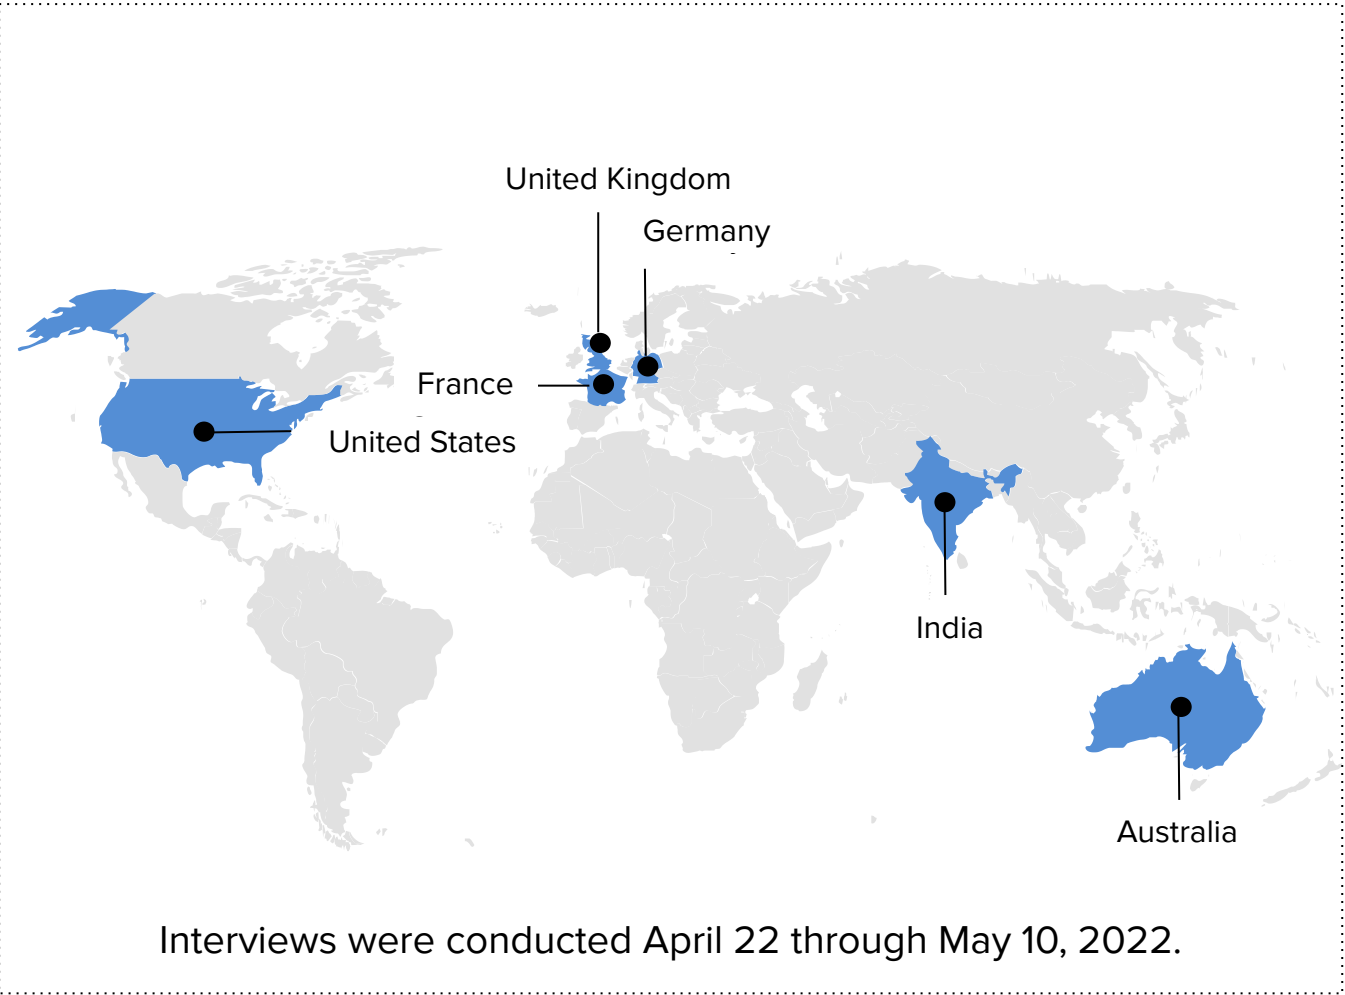 United Kingdom
Germany
France
United States
India
Australia
Interviews were conducted April 22 through May 10, 2022.